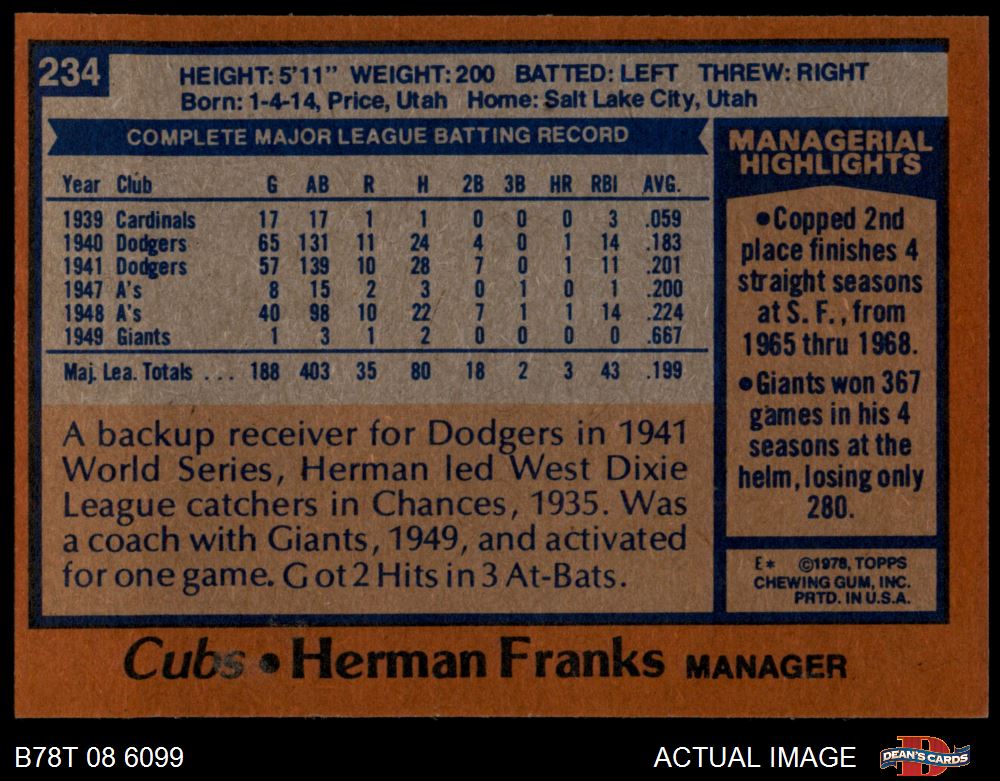 234
HEIGHT: 5'11" WEIGHT: 200 BATTED: LEFT THREW: RIGHT
Born: 1-4-14, Price, Utah Home: Salt Lake City, Utah
COMPLETE MAJOR LEAGUE BATTING RECORD
Year Club G AB R H 2B 3B HR RBI AVG.
1939 Cardinals 17 17 1 1 0 0 0 3 .059
1940 Dodgers 65 131 11 24 4 0 1 14 .183
1941 Dodgers 57 139 10 28 7 0 1 11 .201
1947 A's 8 15 2 3 0 1 0 1 .200
1948 A's 40 98 10 22 7 1 1 14 .224
1949 Giants 1 3 1 2 0 0 0 0 .667
Maj. Lea. Totals ... 188 403 35 80 18 2 3 43 .199
A backup receiver for Dodgers in 1941
World Series, Herman led West Dixie
League catchers in Chances, 1935. Was
a coach with Giants, 1949, and activated
for one game. Got 2 Hits in 3 At-Bats.
MANAGERIAL
HIGHLIGHTS
•Copped 2nd
place finishes 4
straight seasons
at S. F., from
1965 thru 1968.
•Giants won 367
games in his 4
seasons at the
helm, losing only
280.
E* ©1978, TOPPS
CHEWING GUM, INC.
PRTD. IN U.S.A.
Cubs • Herman Franks MANAGER
B78T 08 6099
ACTUAL IMAGE
DEAN'S CARDS